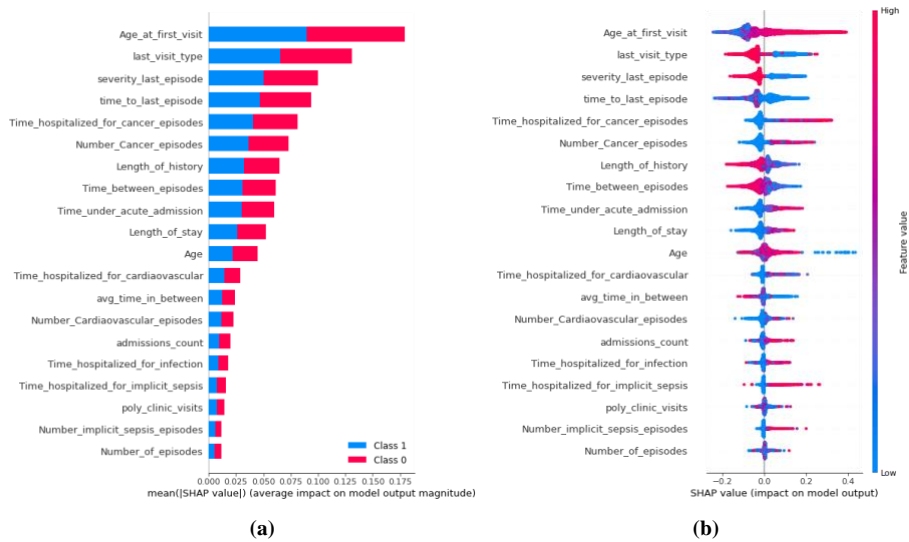 Age_at_first_visit
last_visit_type
severity_last_episode
time_to_last_episode
Time_hospitalized_for_cancer_episodes
Number_Cancer_episodes
Length_of_history
Time_between_episodes
Time_under_acute_admission
Length_of_stay
Age
Time_hospitalized_for_cardiaovascular
avg_time_in_between
Number_Cardiaovascular_episodes
admissions_count
Time_hospitalized_for_infection
Time_hospitalized_for_implicit_sepsis
poly_clinic_visits
Number_implicit_sepsis_episodes
Number_of_episodes
Class 1
Class 0
0.000 0.025 0.050 0.075 0.100 0.125 0.150 0.175
mean(|SHAP value|) (average impact on model output magnitude)
(a)
Age_at_first_visit
last_visit_type
severity_last_episode
time_to_last_episode
Time_hospitalized_for_cancer_episodes
Number_Cancer_episodes
Length_of_history
Time_between_episodes
Time_under_acute_admission
Length_of_stay
Age
Time_hospitalized_for_cardiaovascular
avg_time_in_between
Number_Cardiaovascular_episodes
admissions_count
Time_hospitalized_for_infection
Time_hospitalized_for_implicit_sepsis
poly_clinic_visits
Number_implicit_sepsis_episodes
Number_of_episodes
−0.2 0.0 0.2 0.4
SHAP value (impact on model output)
High
Feature value
Low
(b)